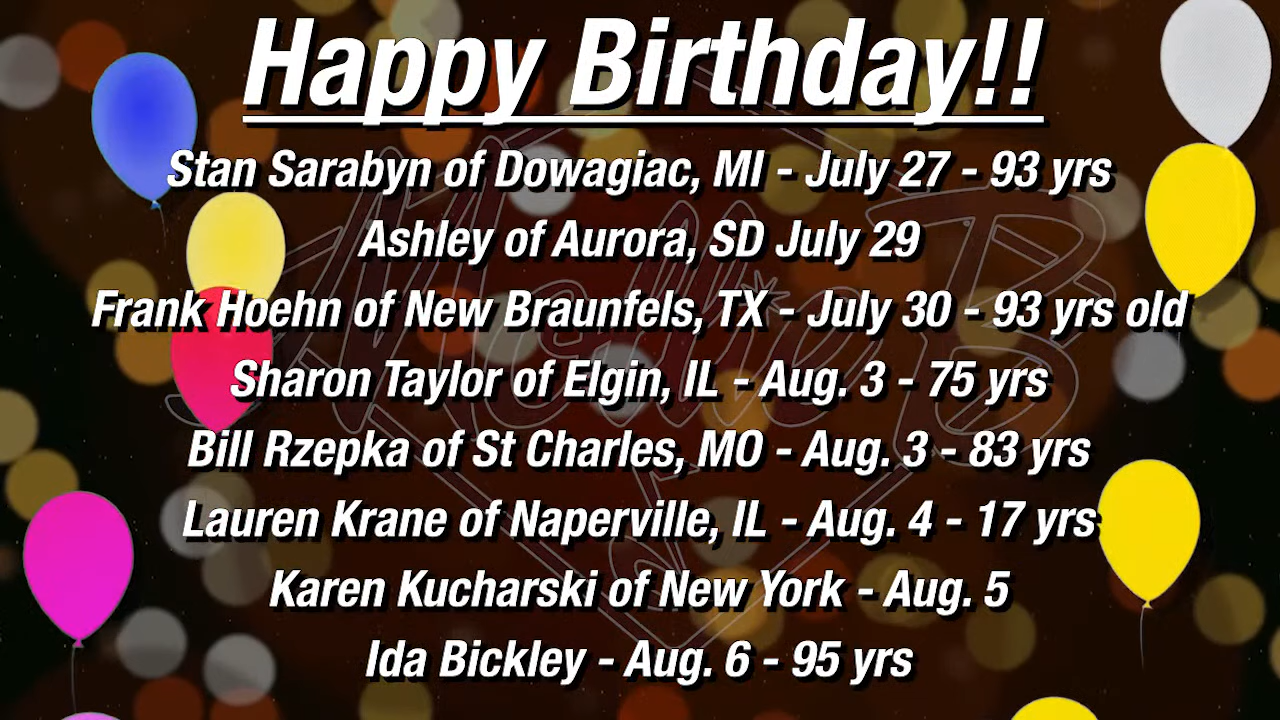 Happy Birthday!!
Stan Sarabyn of Dowagiac, MI - July 27 - 93 yrs
Ashley of Aurora, SD July 29
Frank Hoehn of New Braunfels, TX - July 30 - 93 yrs old
Sharon Taylor of Elgin, IL - Aug. 3 - 75 yrs
Bill Rzepka of St Charles, MO - Aug. 3 - 83 yrs
Lauren Krane of Naperville, IL - Aug. 4 - 17 yrs
Karen Kucharski of New York - Aug. 5
Ida Bickley - Aug. 6 - 95 yrs
Mollie B